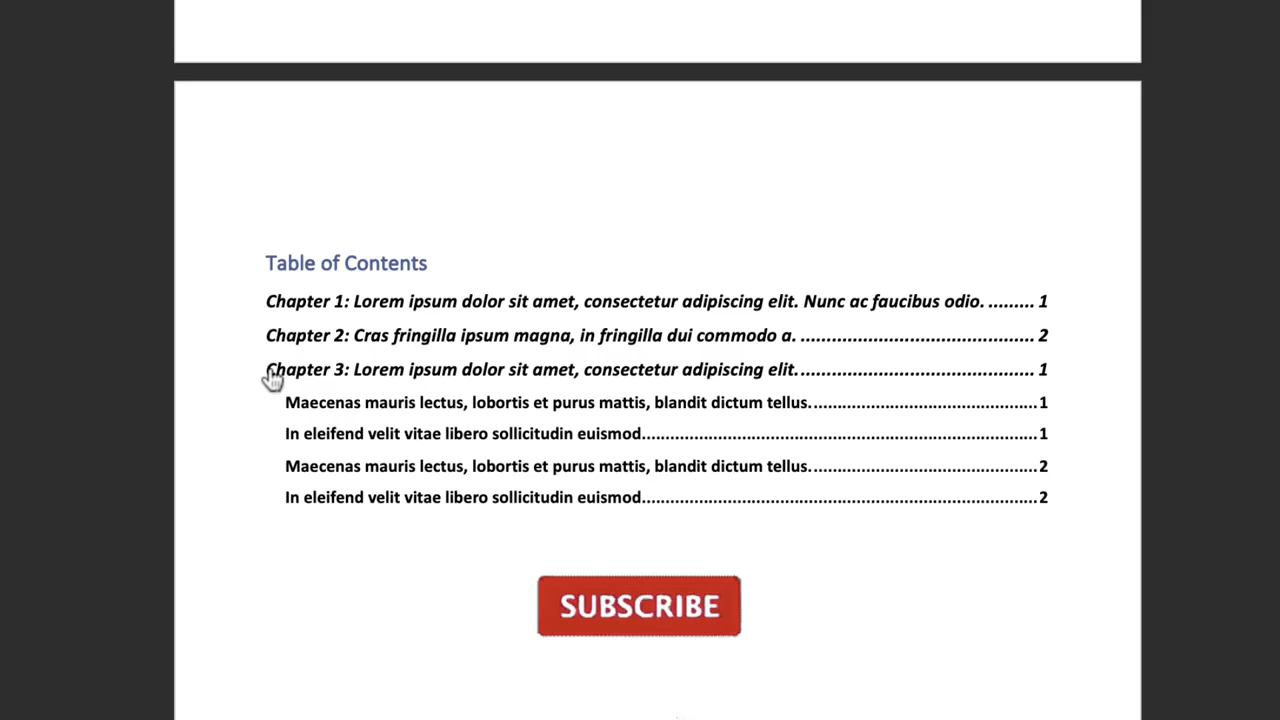 Table of Contents
Chapter 1: Lorem ipsum dolor sit amet, consectetur adipiscing elit. Nunc ac faucibus odio. ......... 1
Chapter 2: Cras fringilla ipsum magna, in fringilla dui commodo a. ............................................ 2
Chapter 3: Lorem ipsum dolor sit amet, consectetur adipiscing elit............................................. 1
Maecenas mauris lectus, lobortis et purus mattis, blandit dictum tellus. ............................................ 1
In eleifend velit vitae libero sollicitudin euismod.............................................................................. 1
Maecenas mauris lectus, lobortis et purus mattis, blandit dictum tellus. ............................................ 2
In eleifend velit vitae libero sollicitudin euismod.............................................................................. 2
SUBSCRIBE